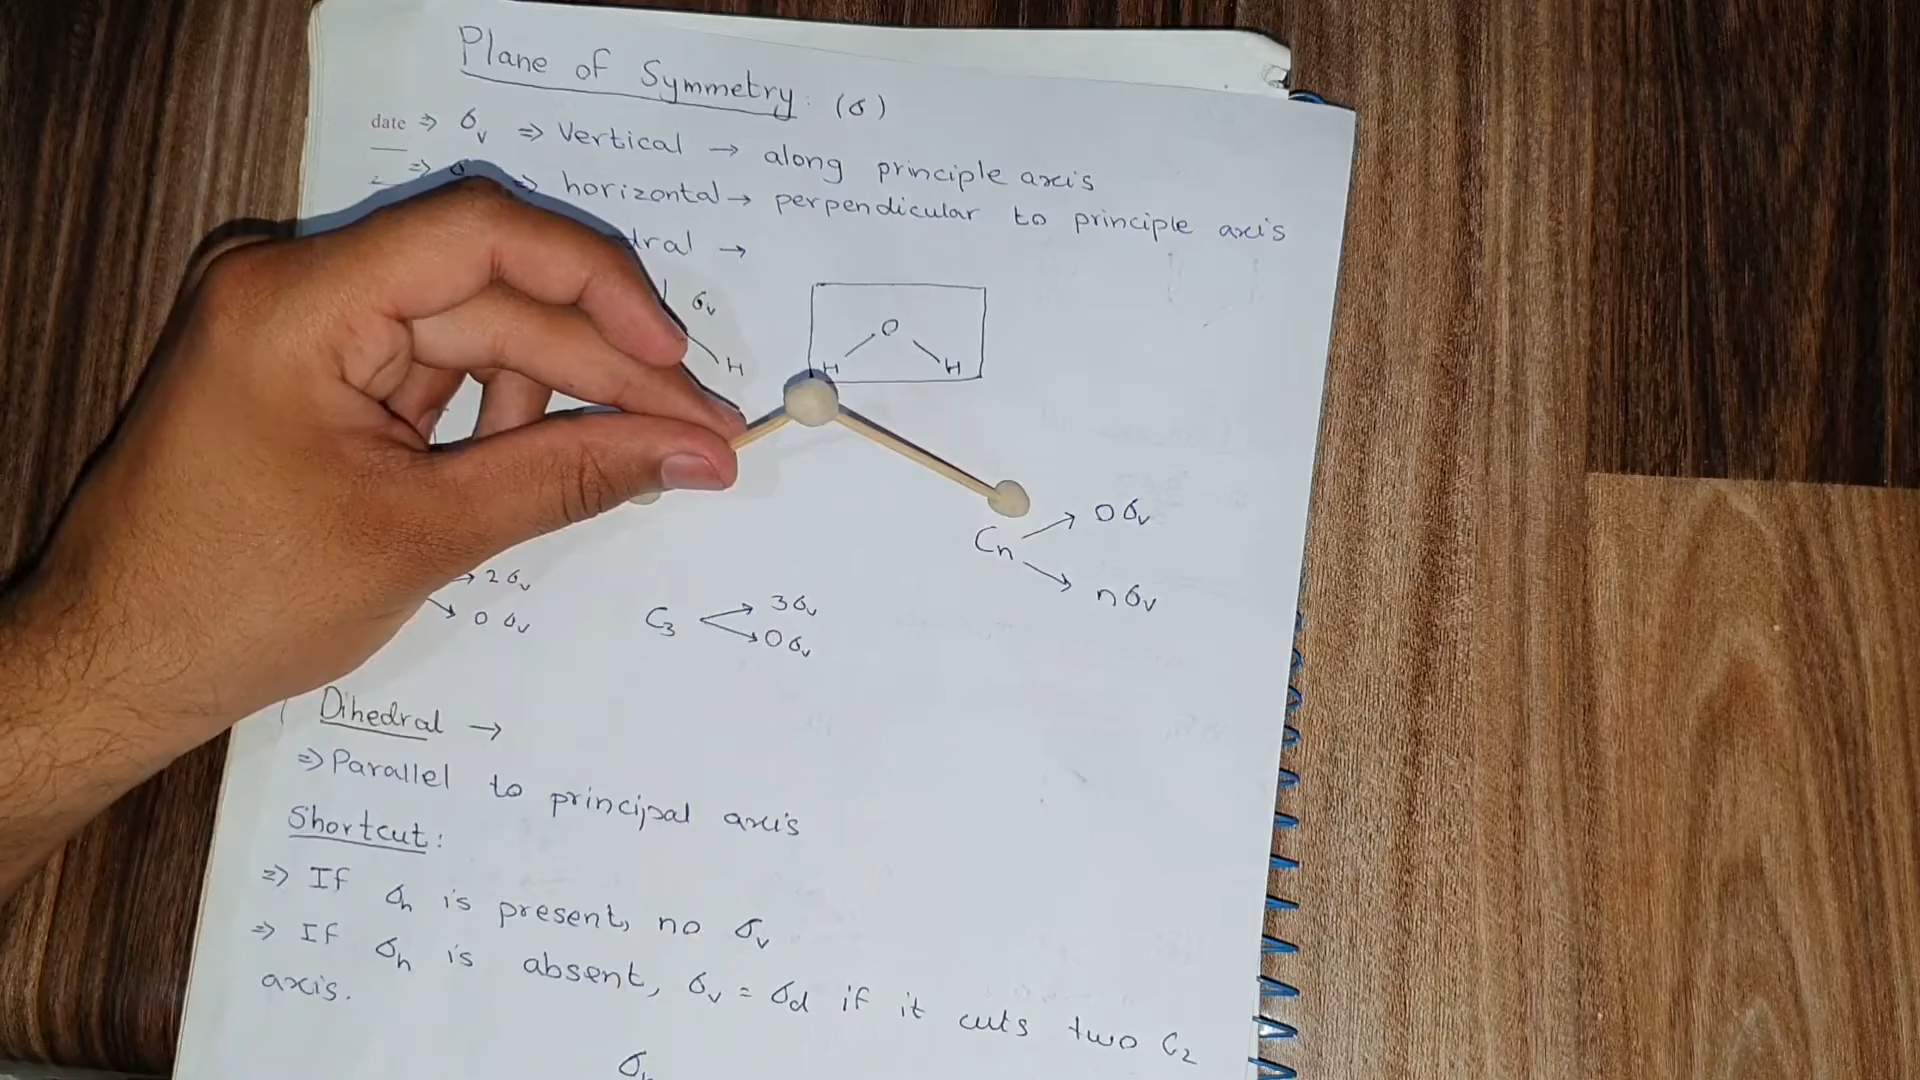 Plane of Symmetry : (σ)
date ⇒ σv ⇒ Vertical → along principle axis
⇒ σ ⇒ horizontal → perpendicular to principle axis
dral →
σv
O
H
H H
Cn → 0 σv
→ nσv
→ 2 σv
→ 0 σv
C3 → 3σv
→ 0σv
Dihedral →
⇒ Parallel to principal axis
Shortcut :
⇒ If σh is present, no σv
⇒ If σh is absent, σv = σd if it cuts two C2
axis.